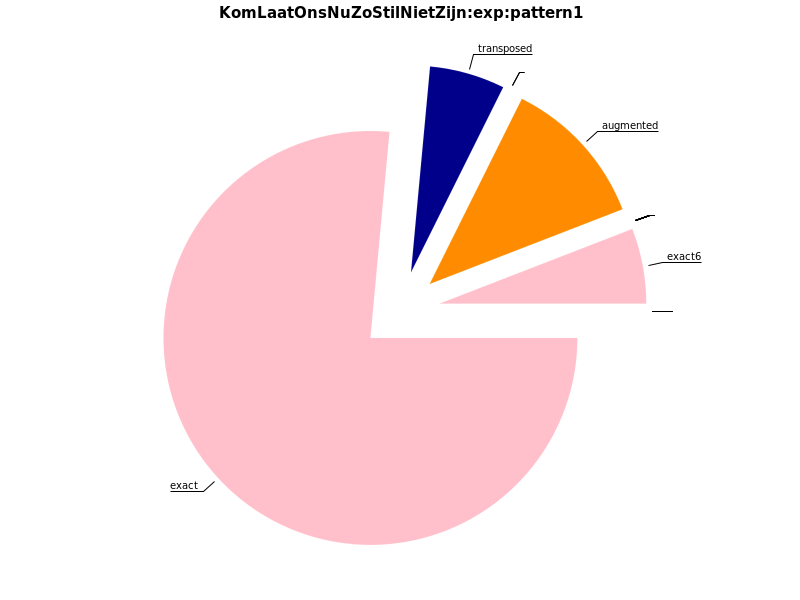 KomLaatOnsNuZoStilNietZijn:exp:pattern1
transposed
augmented
exact6
exact